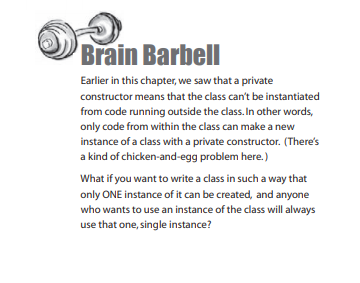 Brain Barbell
Earlier in this chapter, we saw that a private
constructor means that the class can't be instantiated
from code running outside the class. In other words,
only code from within the class can make a new
instance of a class with a private constructor. (There's
a kind of chicken-and-egg problem here.)
What if you want to write a class in such a way that
only ONE instance of it can be created, and anyone
who wants to use an instance of the class will always
use that one, single instance?